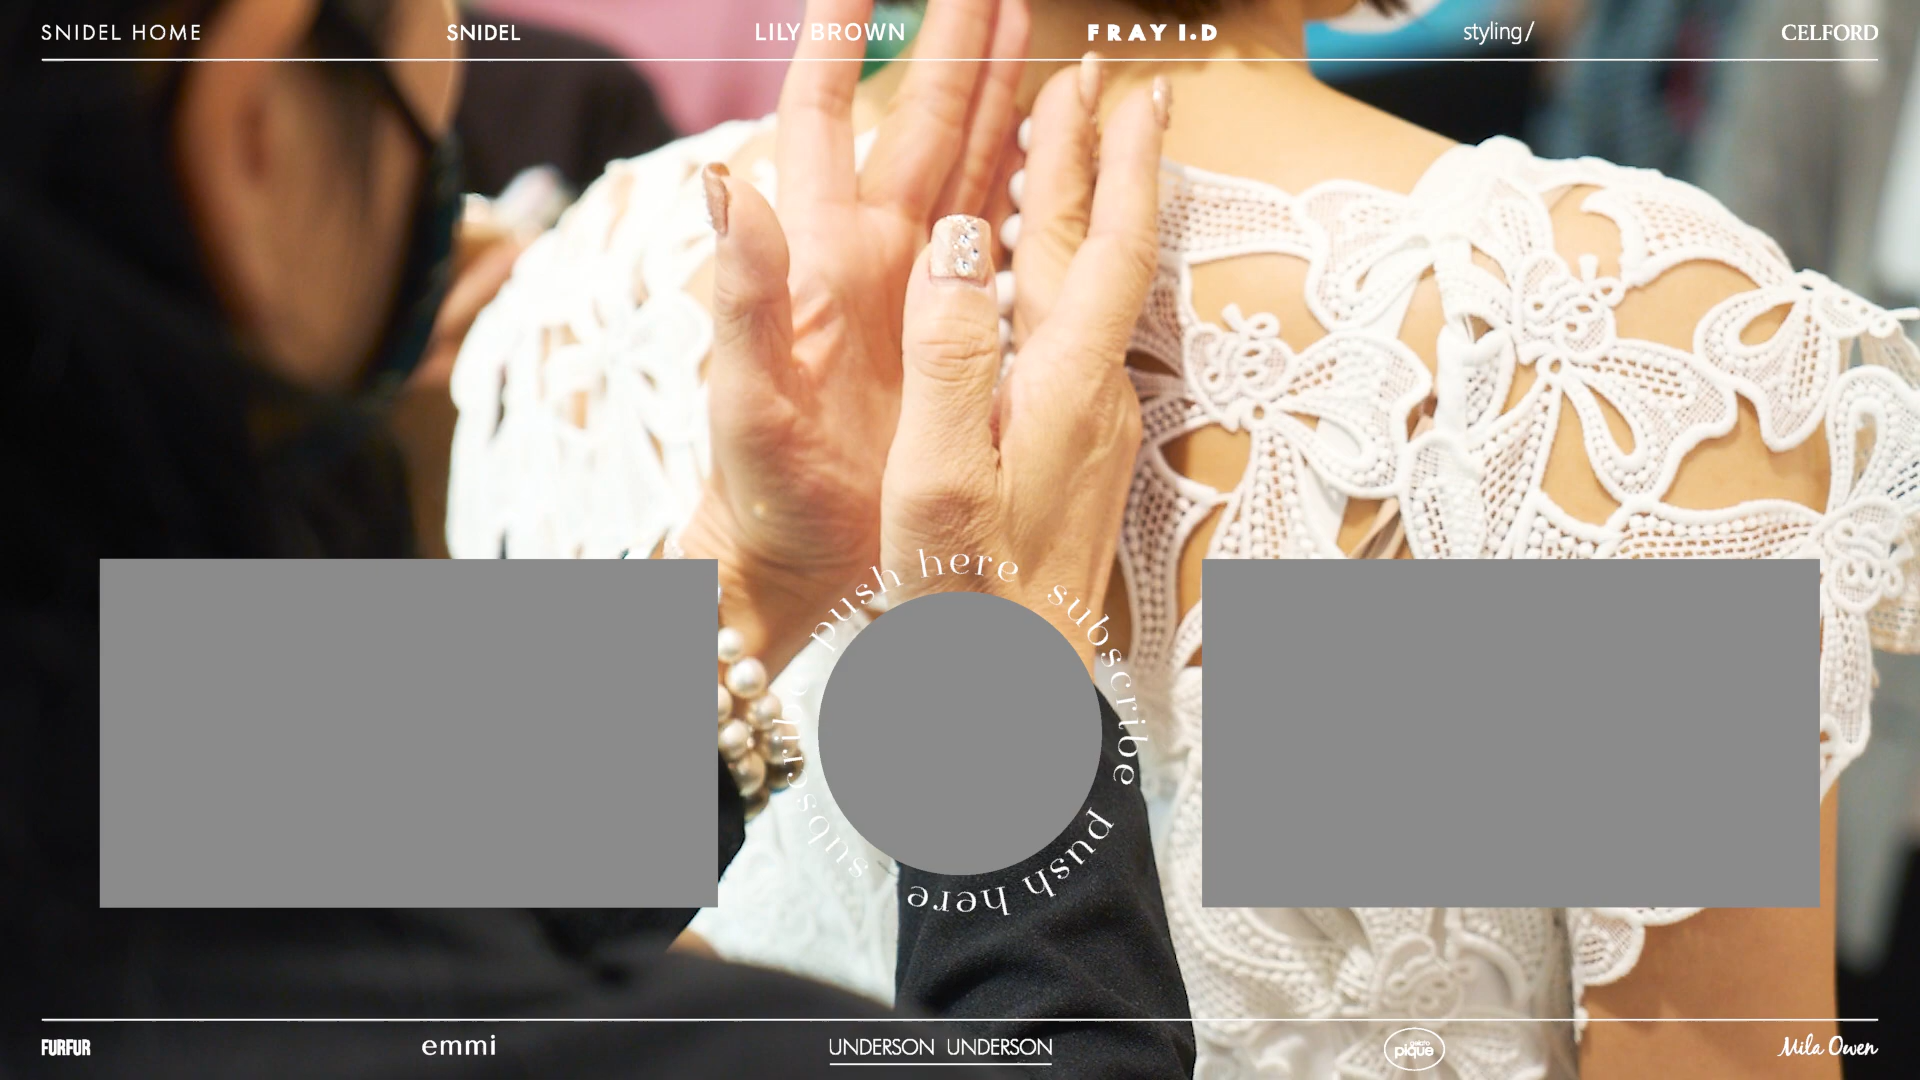 SNIDEL HOME
SNIDEL
LILY BROWN
FRAY I.D
styling/
CELFORD
push here subscribe push here subscribe
FURFUR
emmi
UNDERSON UNDERSON
gelato
pique
Mila Owen